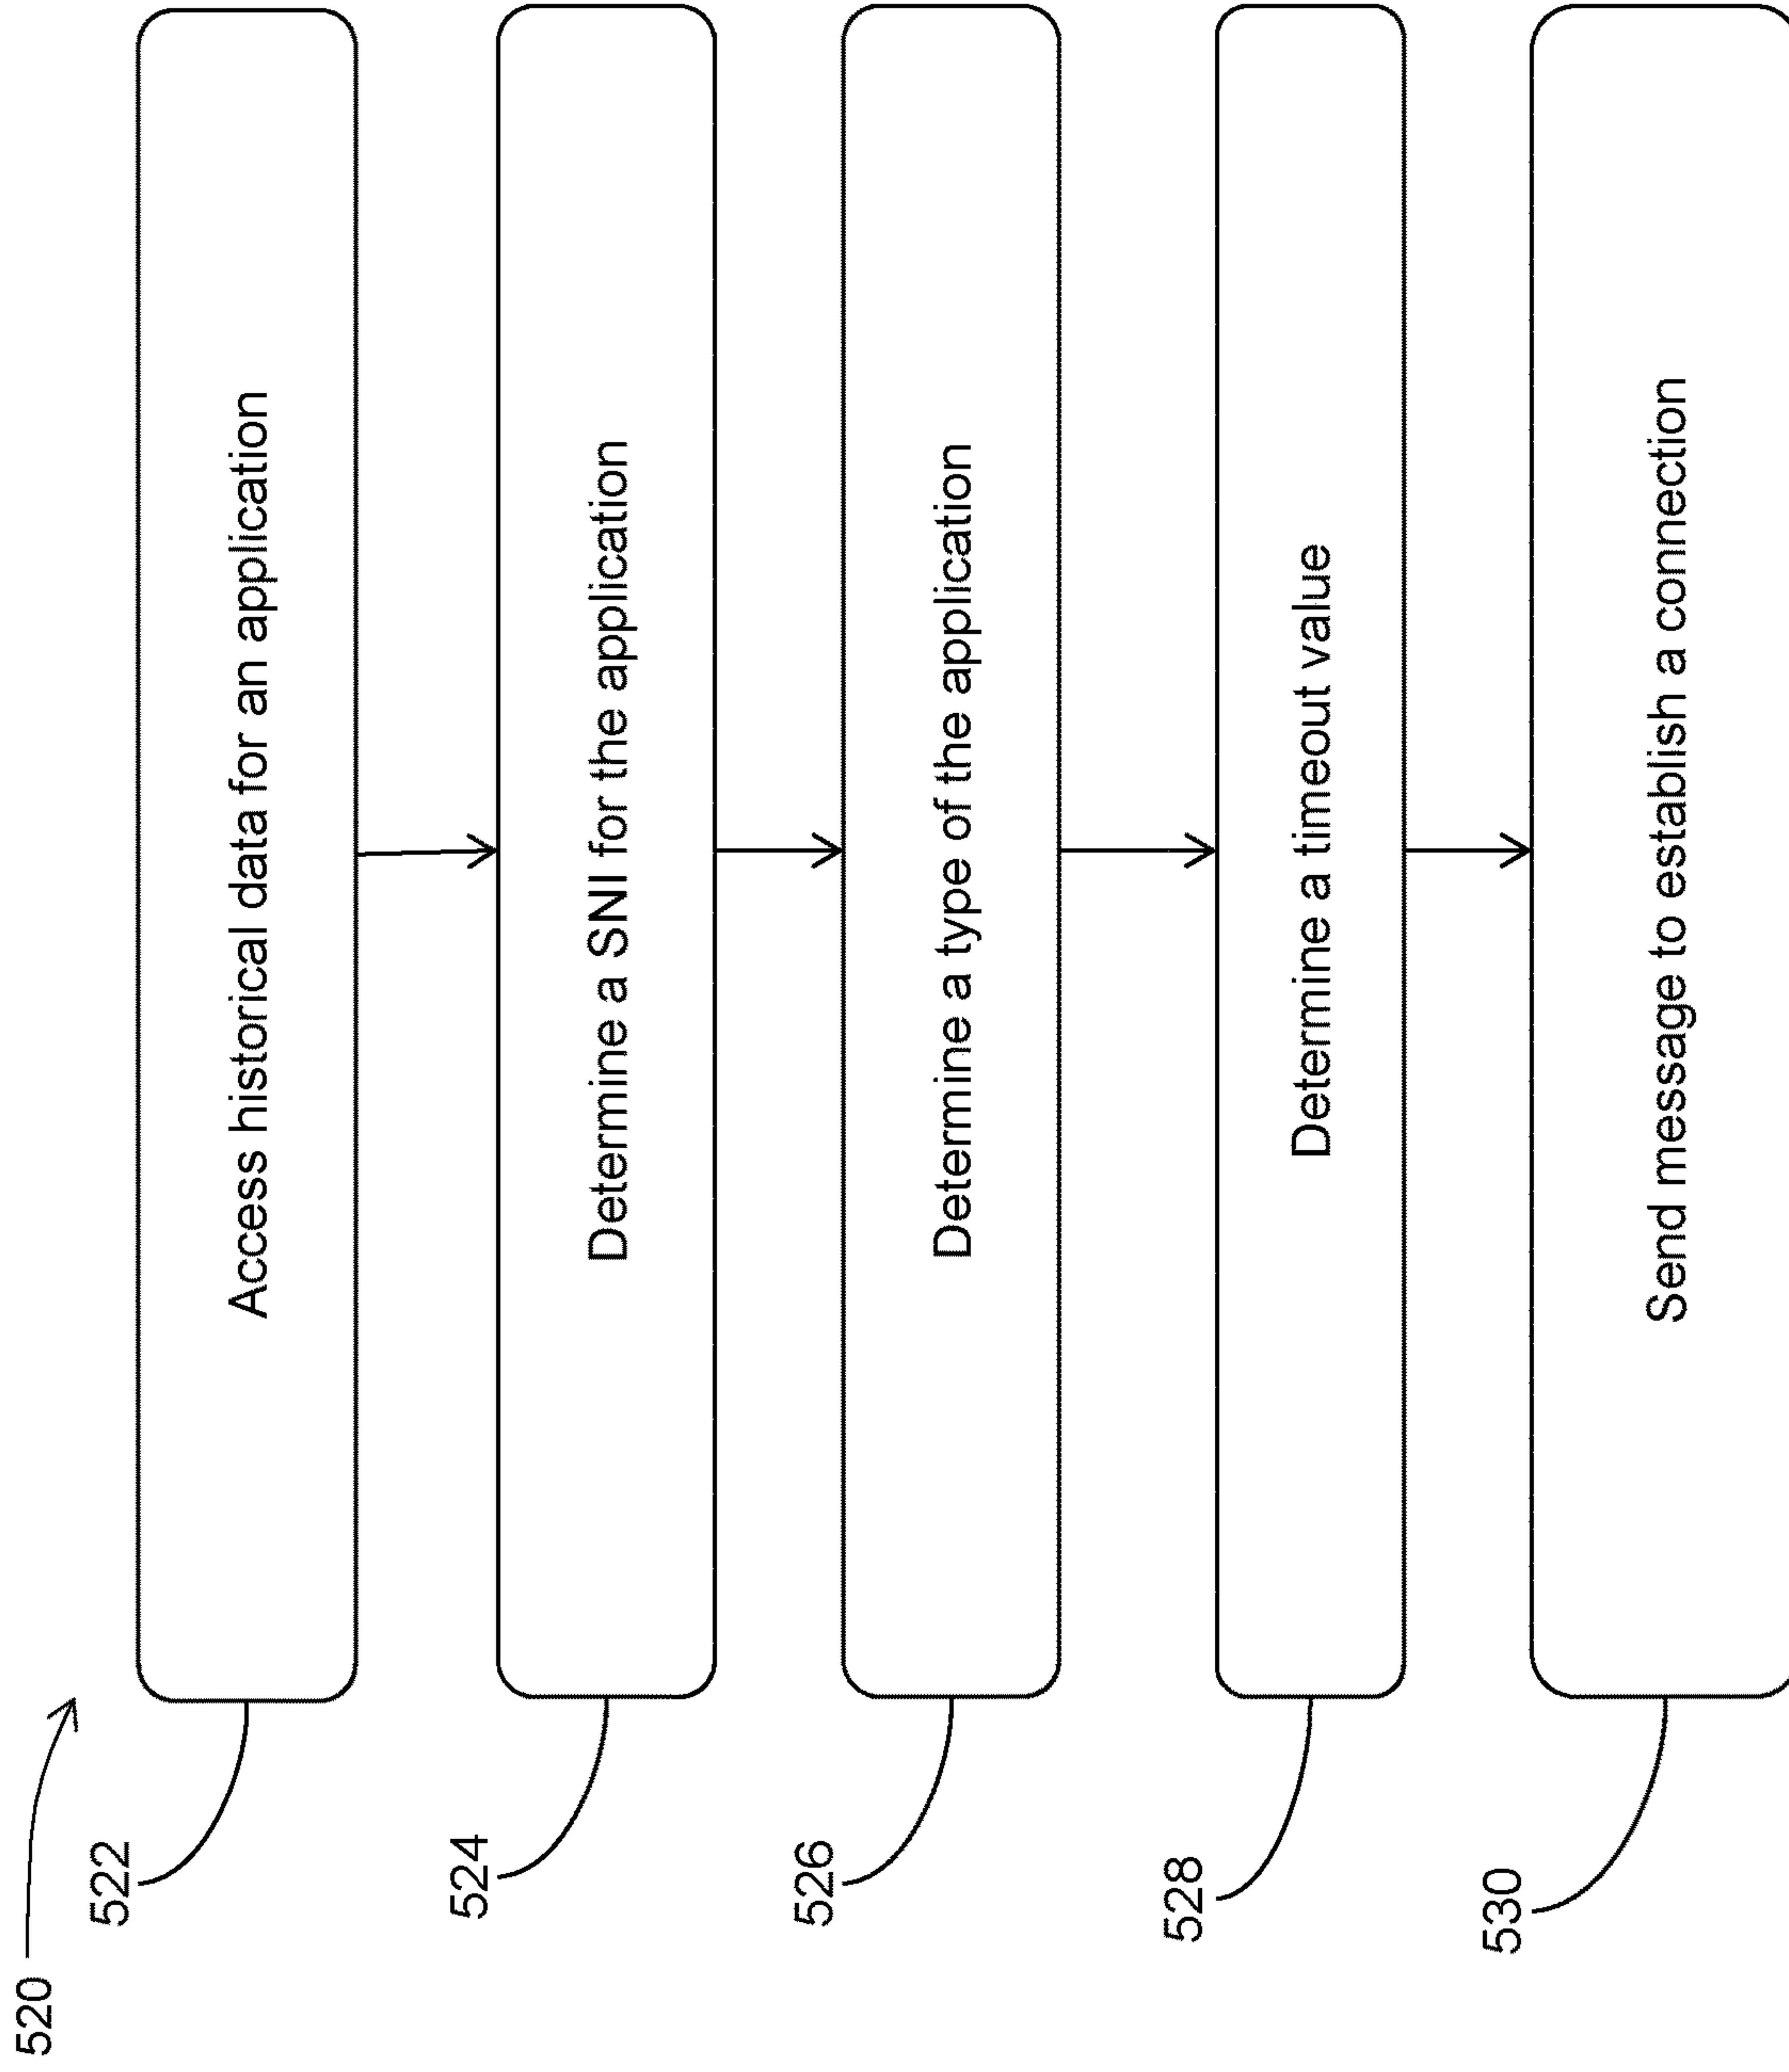 520
522
Access historical data for an application
524
Determine a SNI for the application
526
Determine a type of the application
528
Determine a timeout value
530
Send message to establish a connection